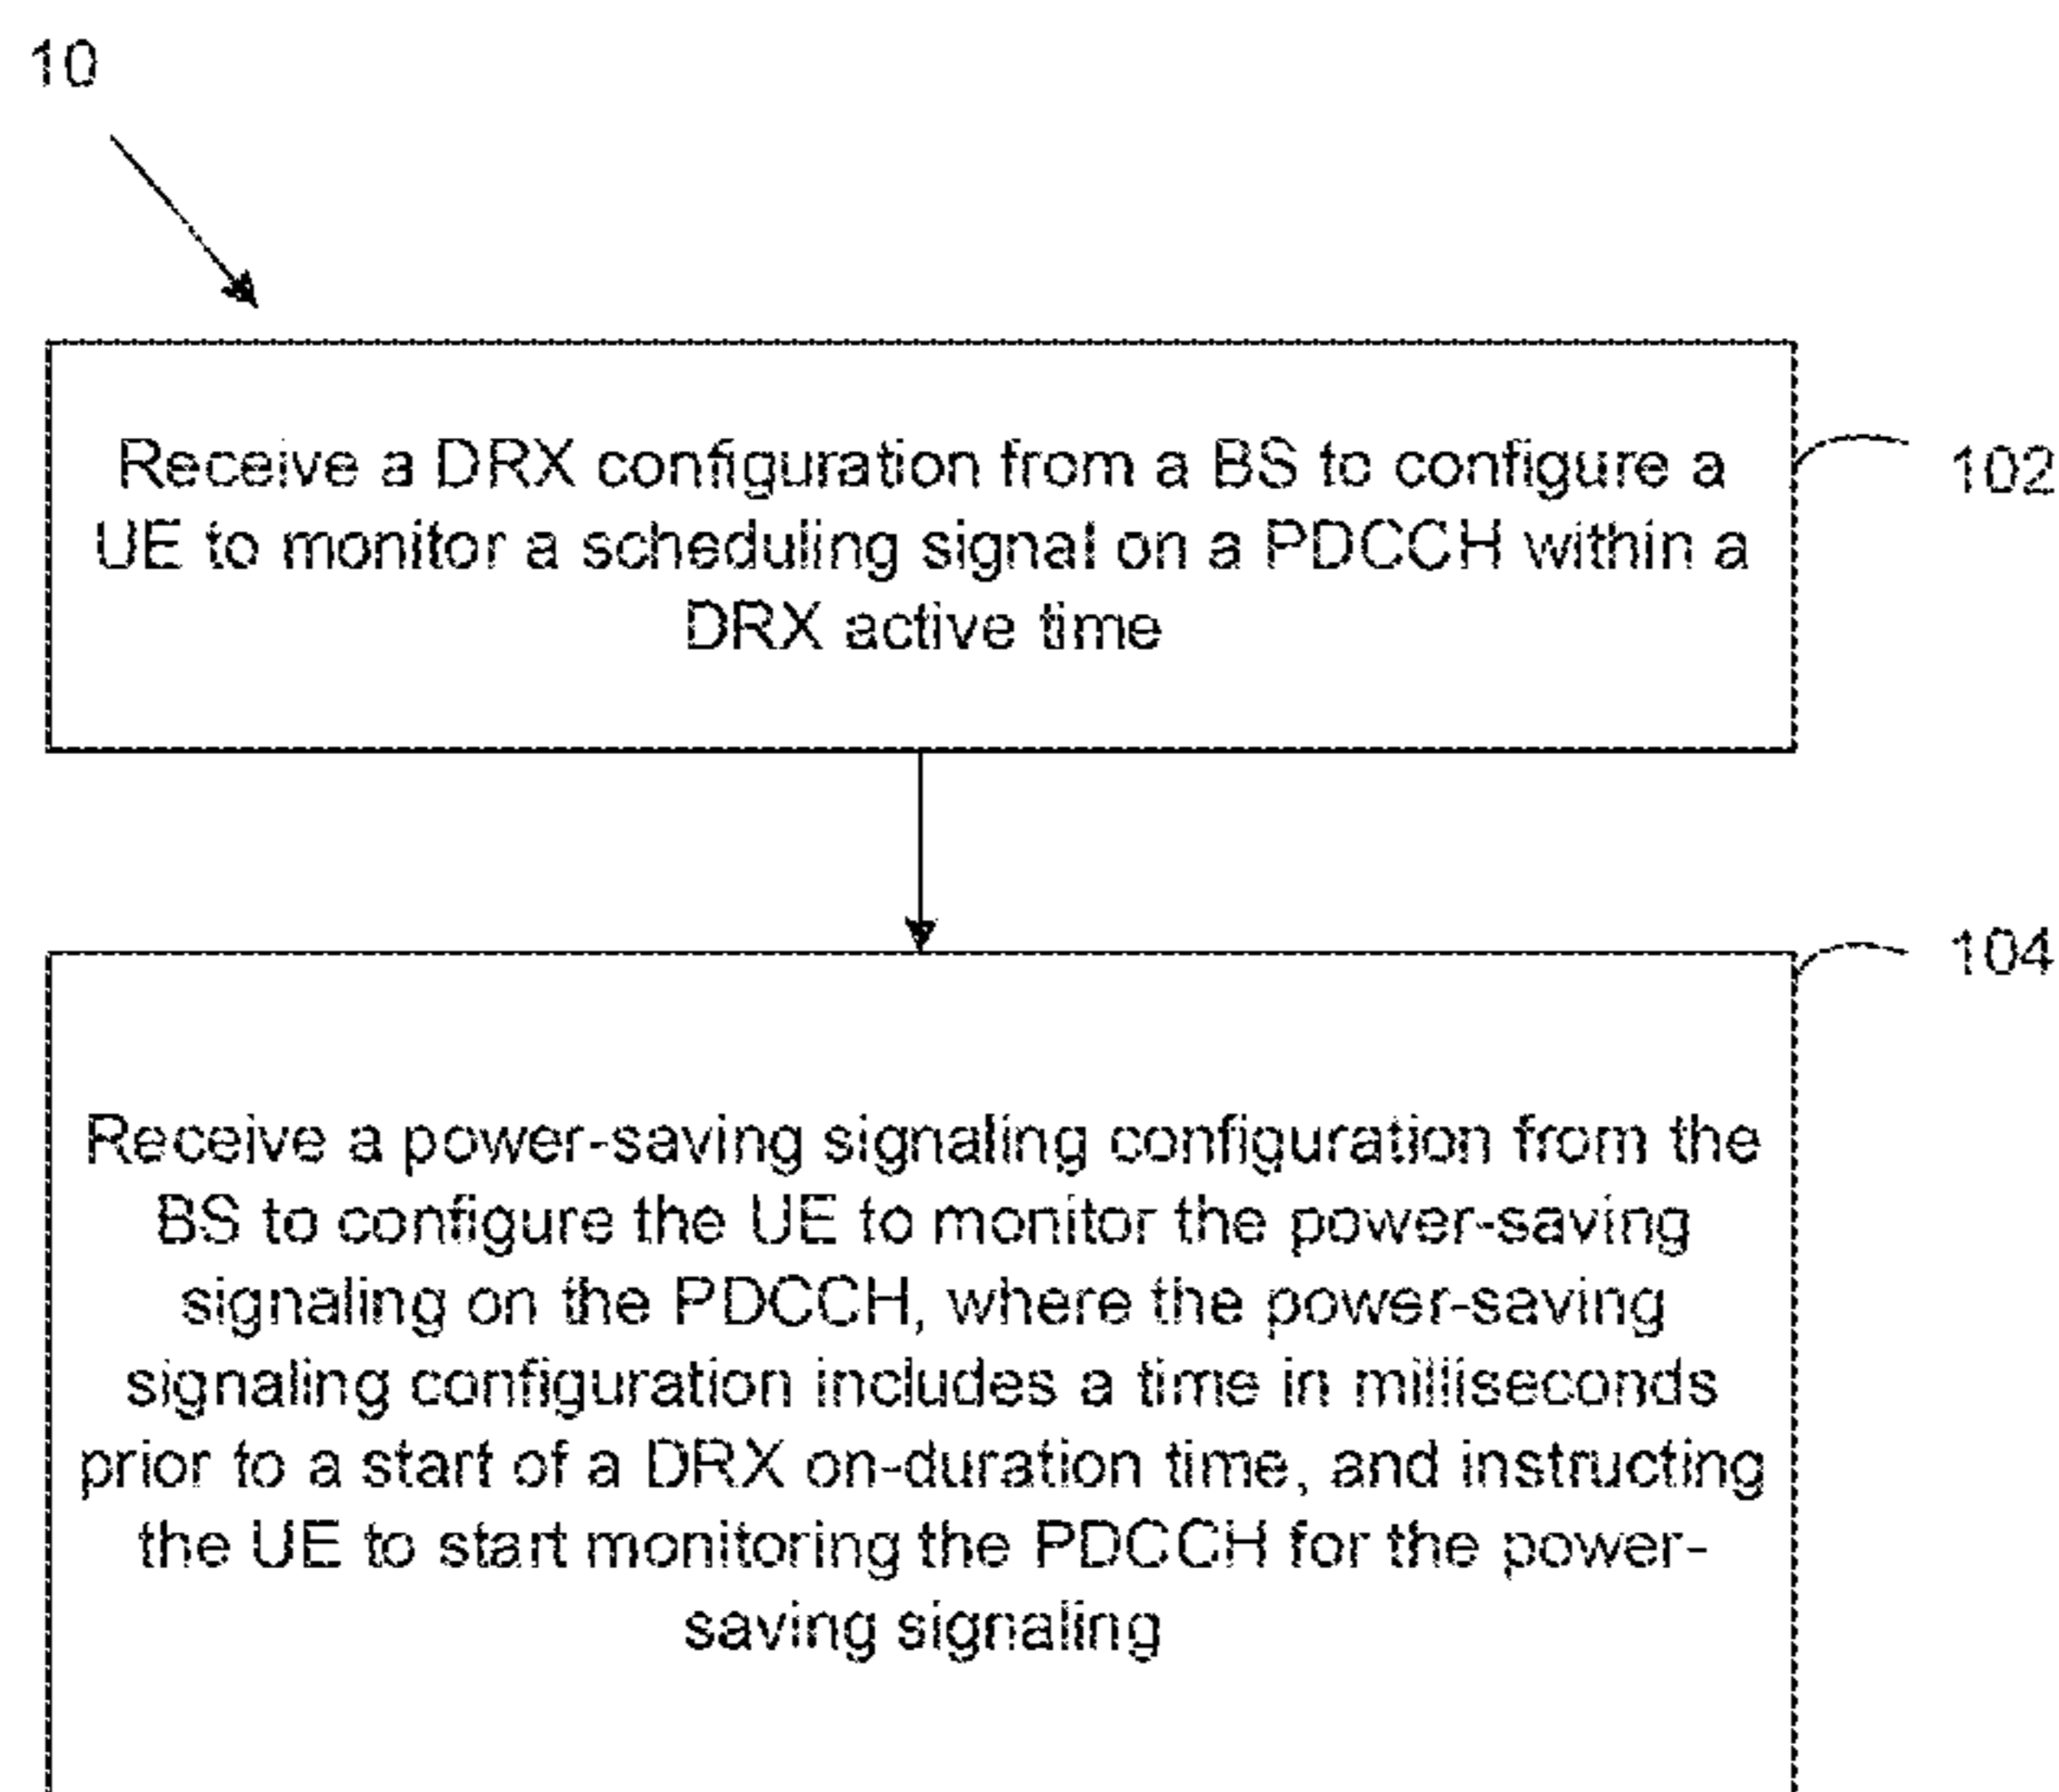 10
Receive a DRX configuration from a BS to configure a
UE to monitor a scheduling signal on a PDCCH within a
DRX active time
102
104
Receive a power-saving signaling configuration from the
BS to configure the UE to monitor the power-saving
signaling on the PDCCH, where the power-saving
signaling configuration includes a time in milliseconds
prior to a start of a DRX on-duration time, and instructing
the UE to start monitoring the PDCCH for the power-
saving signaling